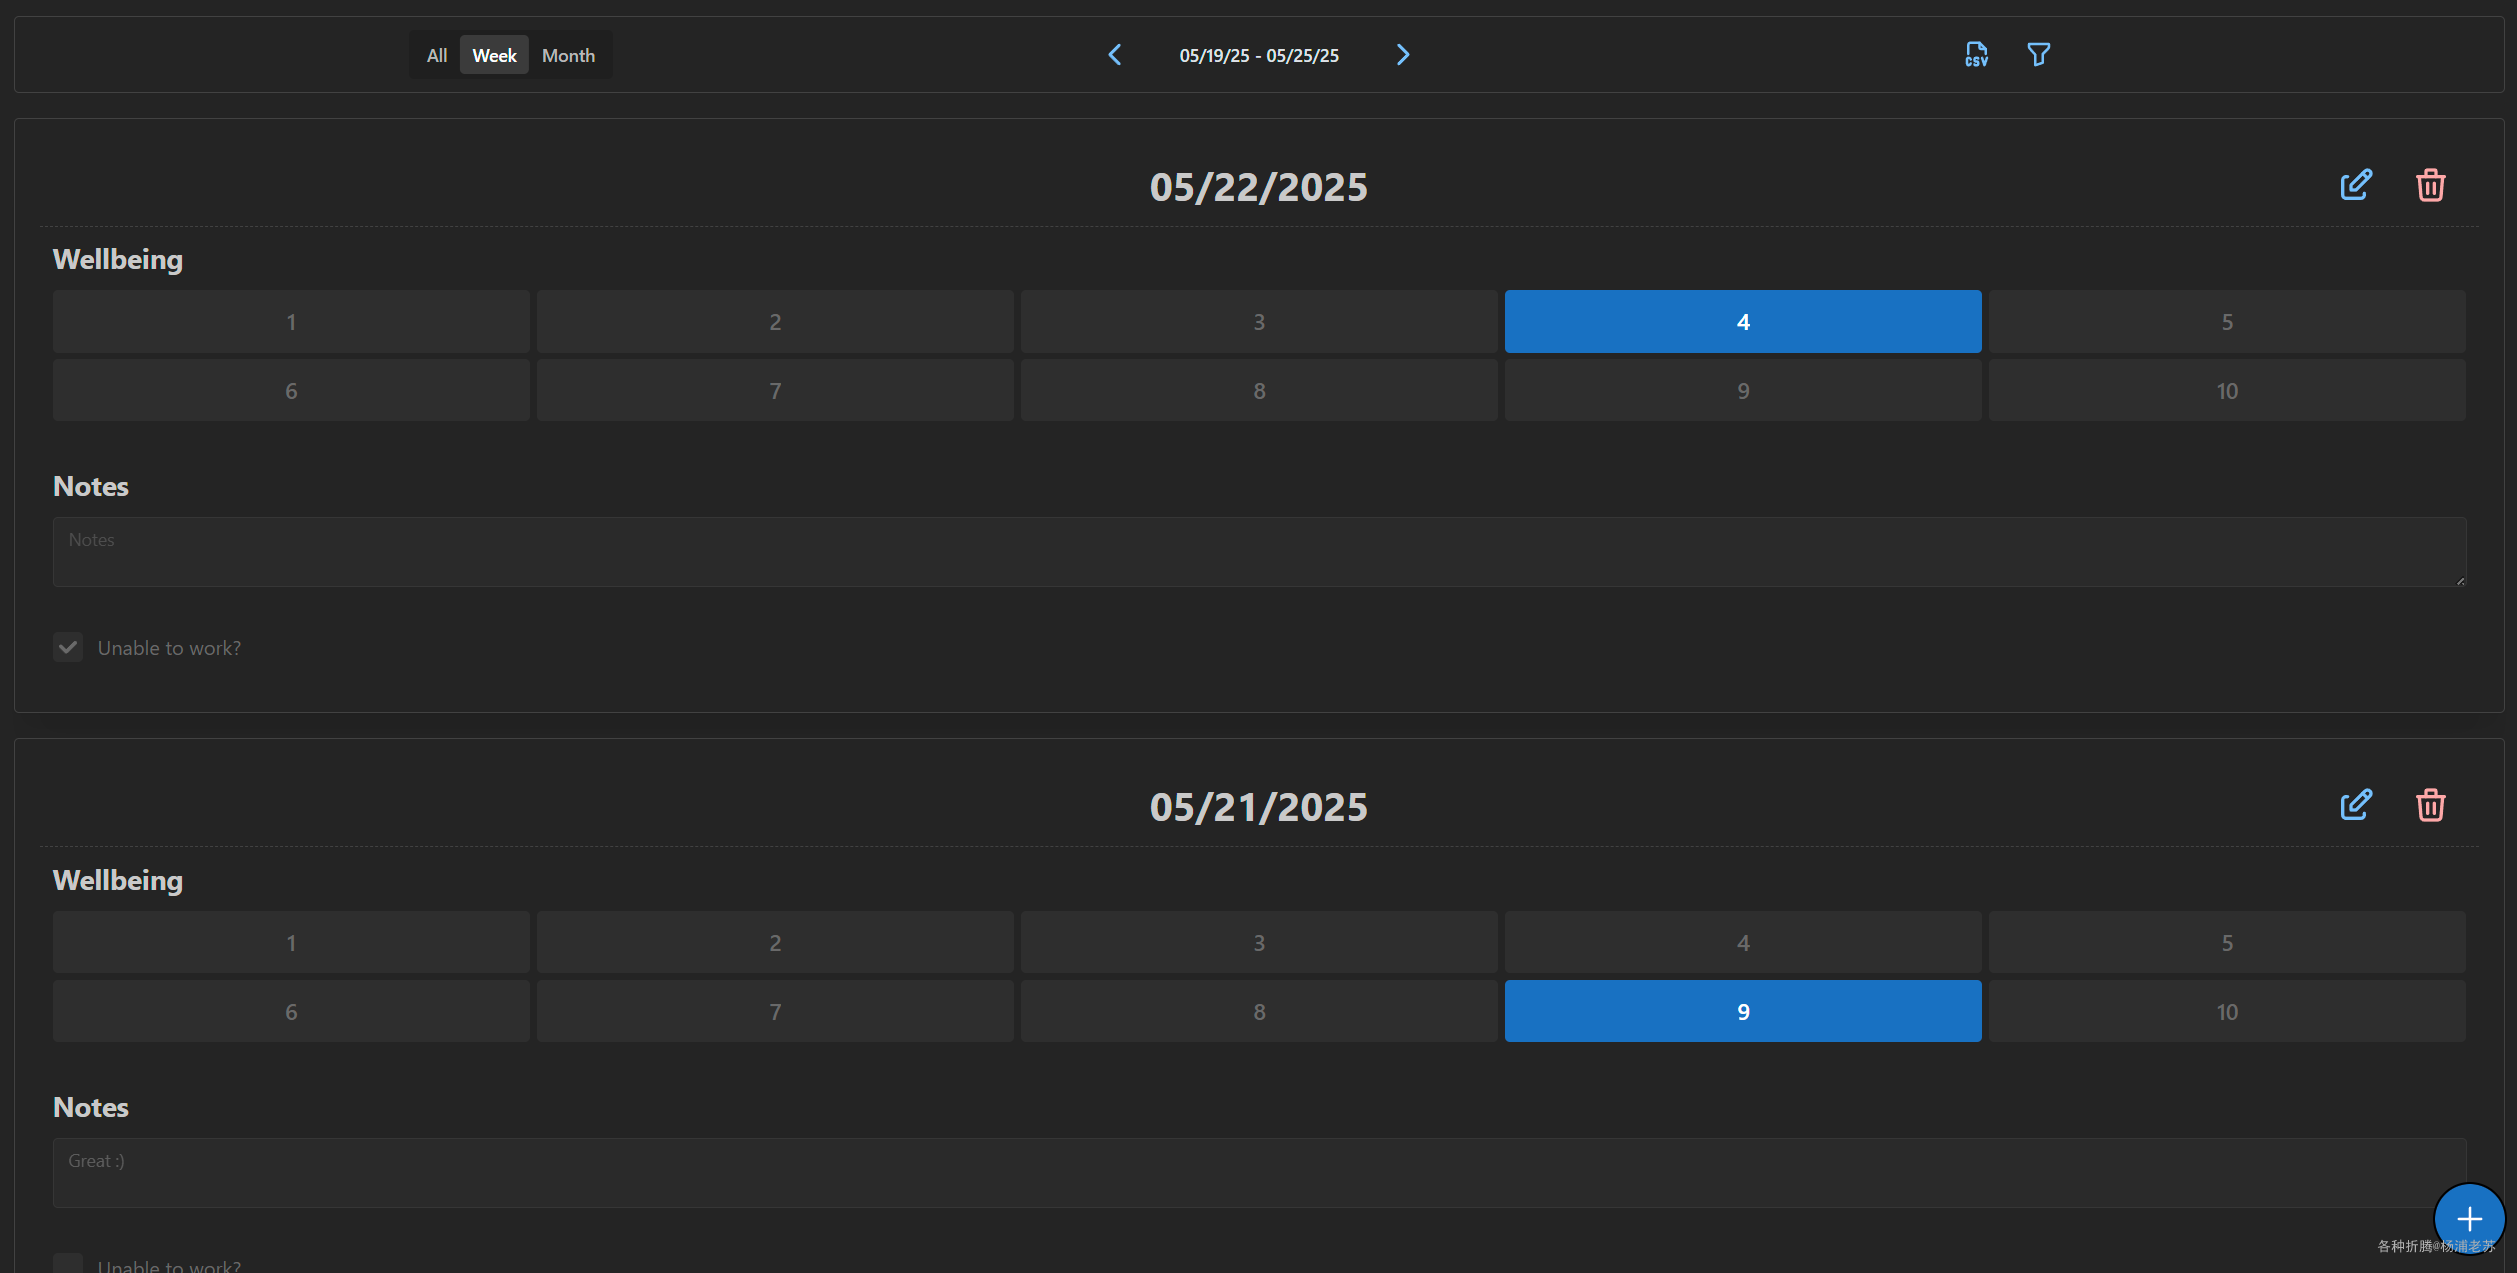 All Week Month 05/19/25 - 05/25/25 CSV
05/22/2025
Wellbeing
1 2 3 4 5
6 7 8 9 10
Notes
Notes
Unable to work?
05/21/2025
Wellbeing
1 2 3 4 5
6 7 8 9 10
Notes
Great :)
各种折腾@杨浦老苏
Unable to work?